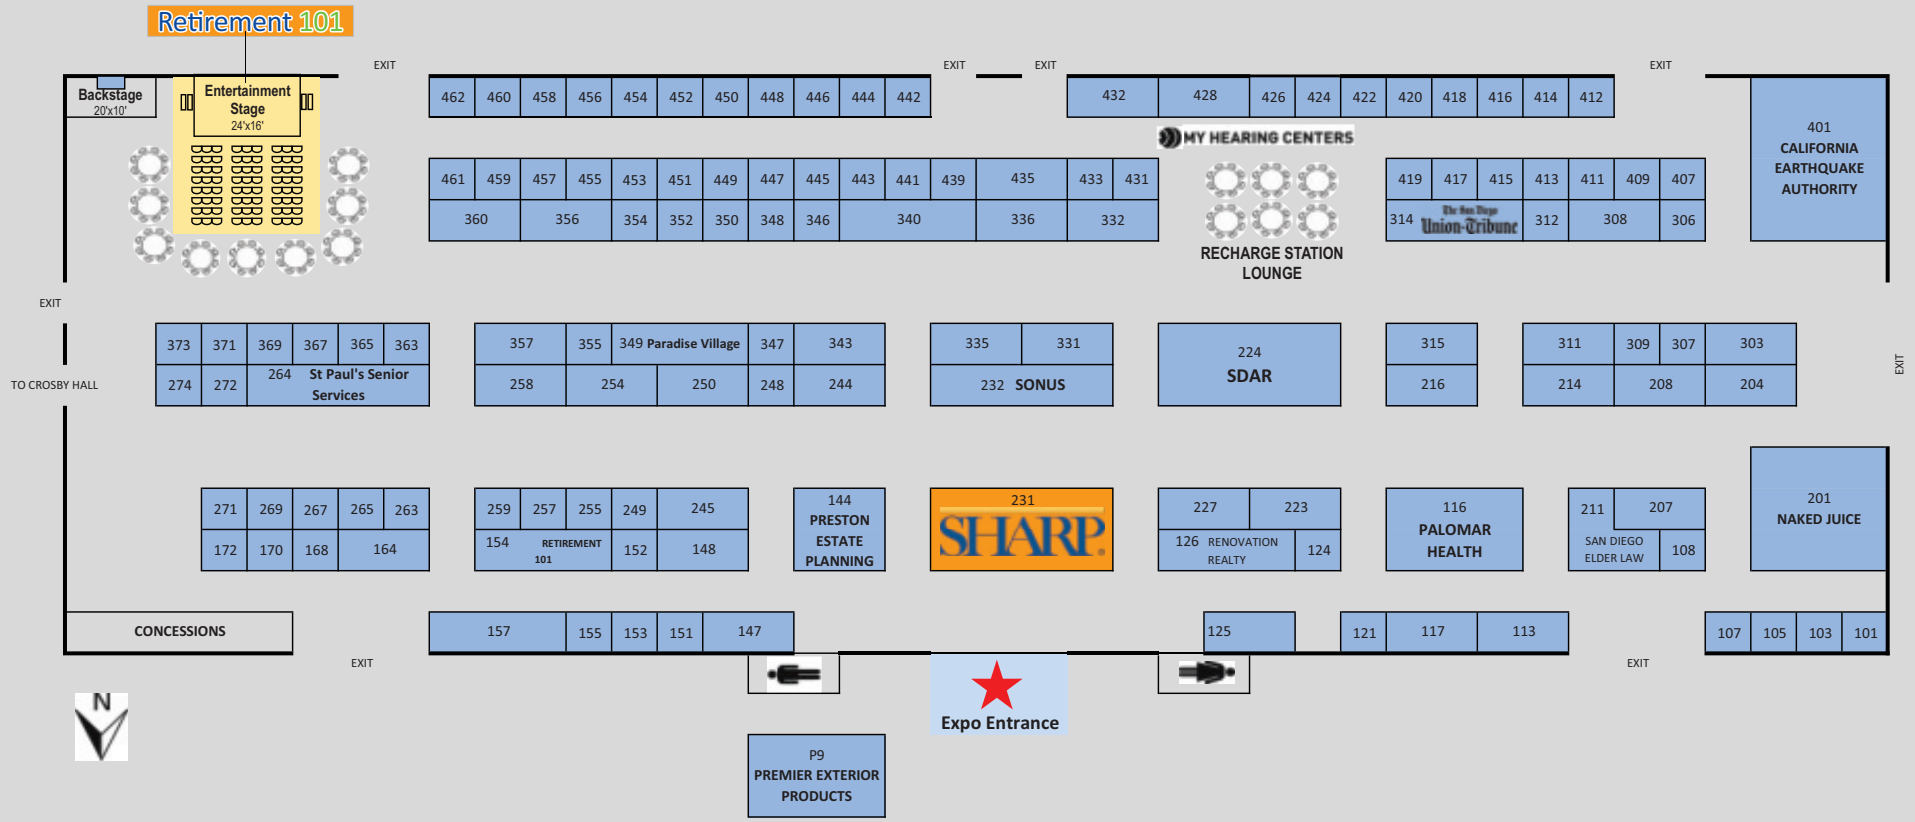 Retirement 101
EXIT
EXIT
EXIT
EXIT
Backstage
20'x10'
Entertainment
Stage
24'x16'
462 460 458 456 454 452 450 448 446 444 442
432 428 426 424 422 420 418 416 414 412
MY HEARING CENTERS
401
CALIFORNIA
EARTHQUAKE
AUTHORITY
461 459 457 455 453 451 449 447 445 443 441 439 435 433 431
419 417 415 413 411 409 407
360 356 354 352 350 348 346 340 336 332
314 The San Diego
Union-Tribune
312 308 306
RECHARGE STATION
LOUNGE
EXIT
373 371 369 367 365 363
357 355 349 Paradise Village 347 343
335 331
224
SDAR
315
311 309 307 303
EXIT
TO CROSBY HALL
274 272 264 St Paul's Senior
Services
258 254 250 248 244
232 SONUS
216
214 208 204
271 269 267 265 263
259 257 255 249 245
144
PRESTON
ESTATE
PLANNING
231
SHARP
227 223
116
PALOMAR
HEALTH
211 207
201
NAKED JUICE
172 170 168 164
154 RETIREMENT
101
152 148
126 RENOVATION
REALTY
124
SAN DIEGO
ELDER LAW
108
CONCESSIONS
157 155 153 151 147
125 121 117 113
107 105 103 101
EXIT
EXIT
N
Expo Entrance
P9
PREMIER EXTERIOR
PRODUCTS